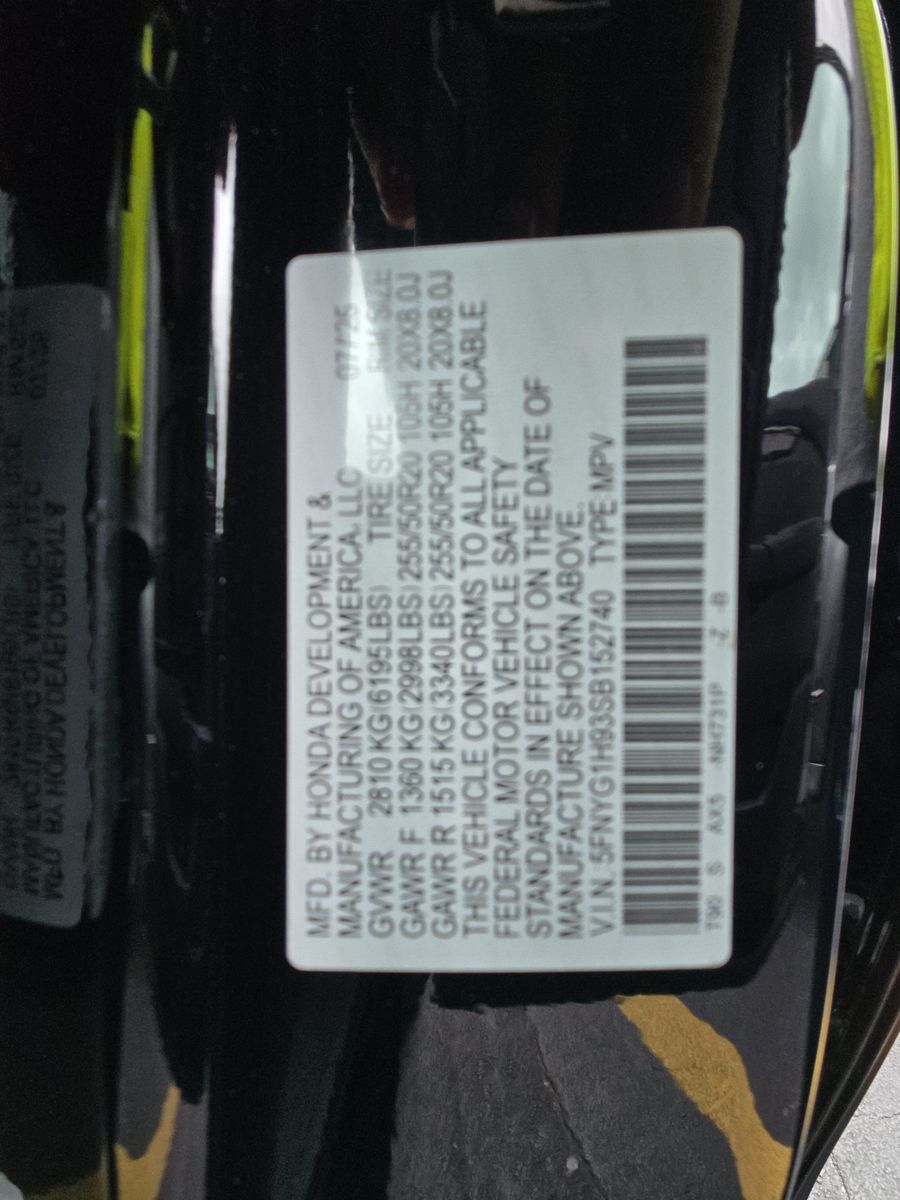 MFD. BY HONDA DEVELOPMENT &
MANUFACTURING OF AMERICA, LLC 07/25
GVWR 2810 KG(6195LBS) TIRE SIZE RIM SIZE
GAWR F 1360 KG(2998LBS) 255/50R20 105H 20X8.0J
GAWR R 1515 KG(3340LBS) 255/50R20 105H 20X8.0J
THIS VEHICLE CONFORMS TO ALL APPLICABLE
FEDERAL MOTOR VEHICLE SAFETY
STANDARDS IN EFFECT ON THE DATE OF
MANUFACTURE SHOWN ABOVE.
V.I.N. 5FNYG1H93SB152740 TYPE:MPV
S AX5 NH731P -Z -B